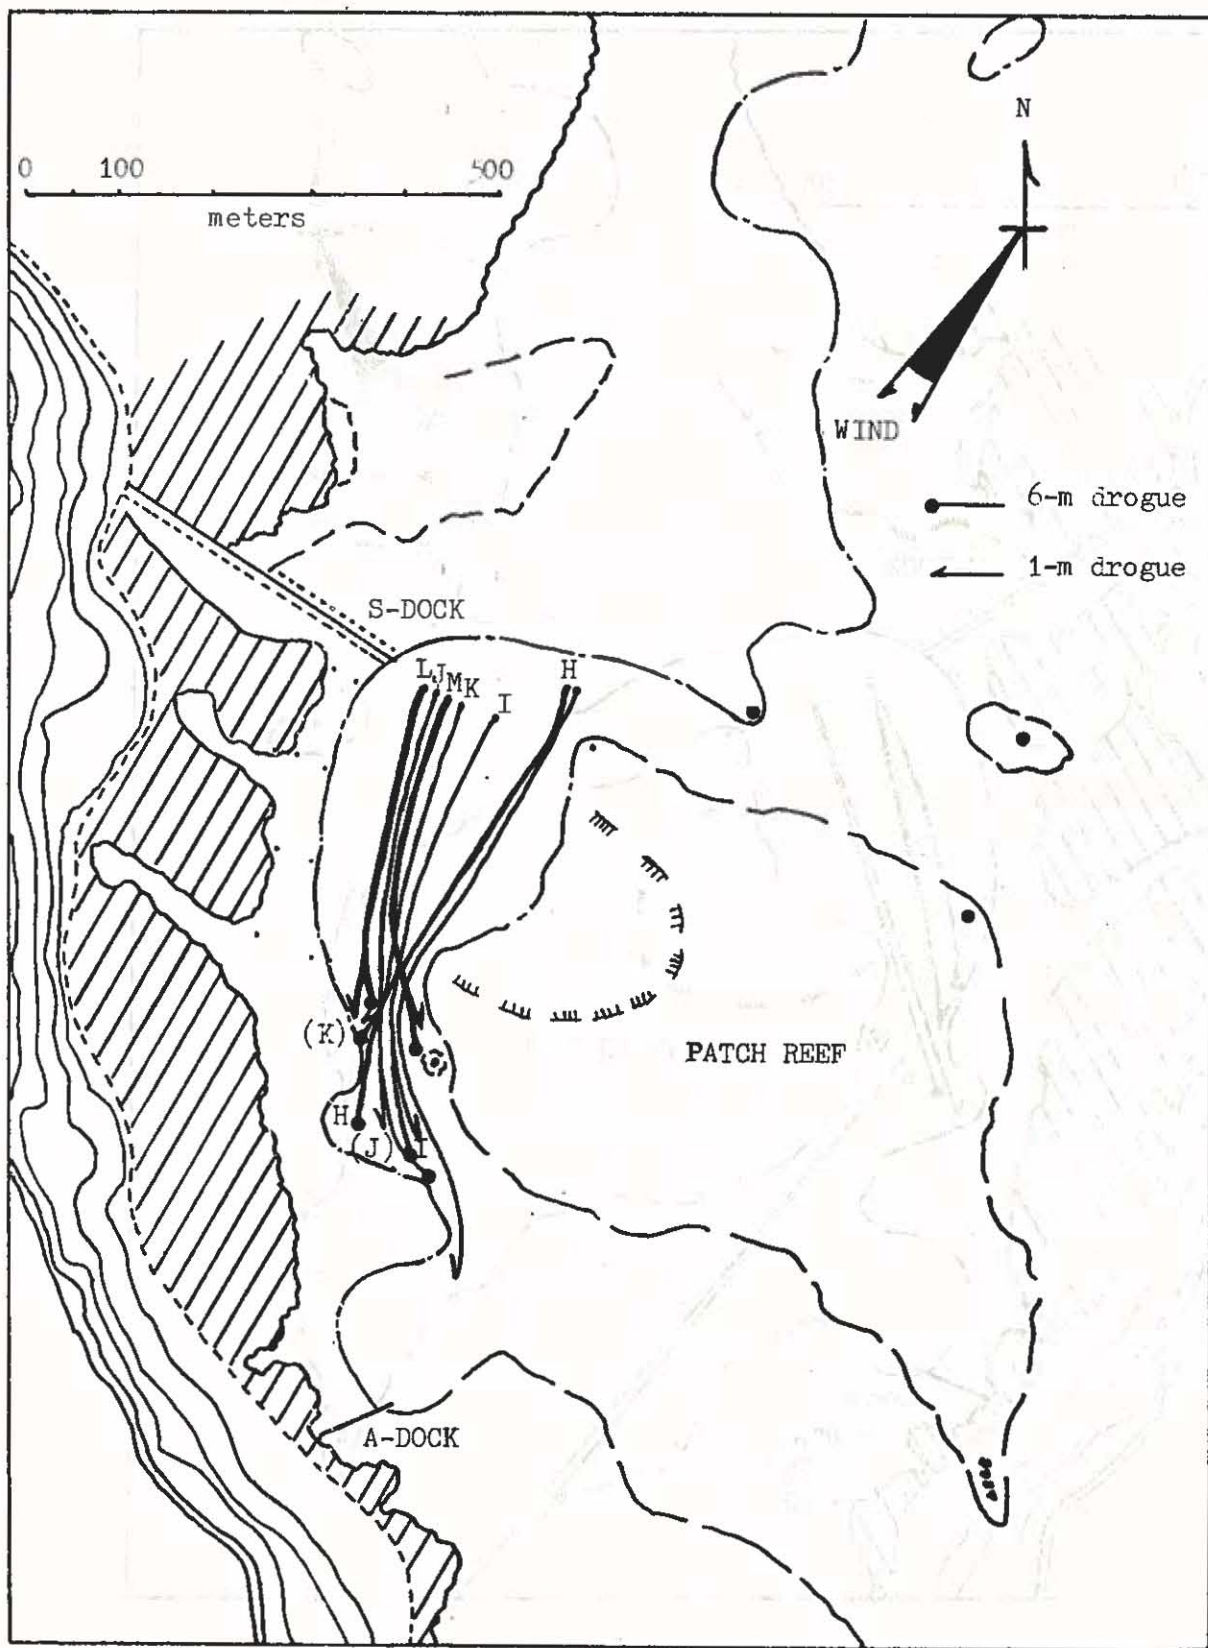 N
0 100 500
meters
WIND
6-m drogue
1-m drogue
S-DOCK
L J M K I H
(K)
PATCH REEF
H
(J) I
A-DOCK